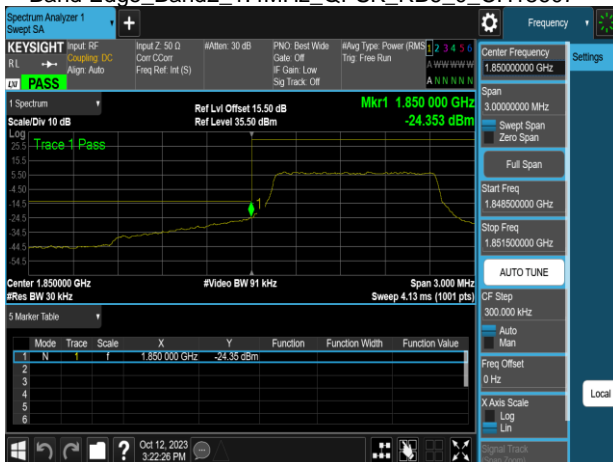 Spectrum Analyzer 1
Swept SA
Frequency
KEYSIGHT
RL
LXI
PASS
Input: RF
Coupling: DC
Align: Auto
Input Z: 50 Ω
Corr CCorr
Freq Ref: Int (S)
#Atten: 30 dB
PNO: Best Wide
Gate: Off
IF Gain: Low
Sig Track: Off
#Avg Type: Power (RMS
Trig: Free Run
1 2 3 4 5 6
A W W W W W
A N N N N N
1 Spectrum
Scale/Div 10 dB
Ref Lvl Offset 15.50 dB
Ref Level 35.50 dBm
Mkr1 1.850 000 GHz
-24.353 dBm
Log
Trace 1 Pass
25.5
15.5
5.50
-4.50
-14.5
-24.5
-34.5
-44.5
-54.5
1
Center 1.850000 GHz
#Res BW 30 kHz
#Video BW 91 kHz
Span 3.000 MHz
Sweep 4.13 ms (1001 pts)
5 Marker Table
Mode Trace Scale X Y Function Function Width Function Value
1 N 1 f 1.850 000 GHz -24.35 dBm
2
3
4
5
6
Oct 12, 2023
3:22:26 PM
Center Frequency
1.850000000 GHz
Settings
Span
3.00000000 MHz
Swept Span
Zero Span
Full Span
Start Freq
1.848500000 GHz
Stop Freq
1.851500000 GHz
AUTO TUNE
CF Step
300.000 kHz
Auto
Man
Freq Offset
0 Hz
X Axis Scale
Log
Lin
Local
Signal Track
(Span Zoom)